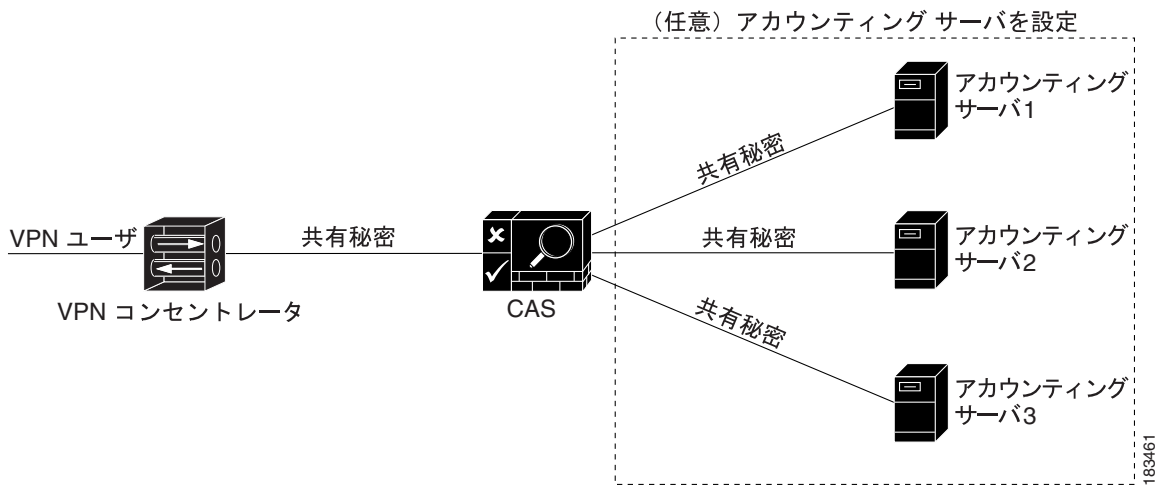 （任意）アカウンティング サーバを設定
アカウンティング
サーバ1
共有秘密
VPN ユーザ
共有秘密
共有秘密
アカウンティング
サーバ2
VPN コンセントレータ
CAS
共有秘密
アカウンティング
サーバ3
183461